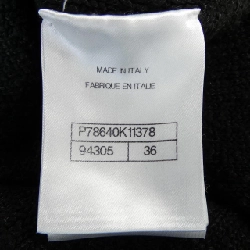 MADE IN ITALY
FABRIQUE EN ITALIE
P78640K11378
94305 36